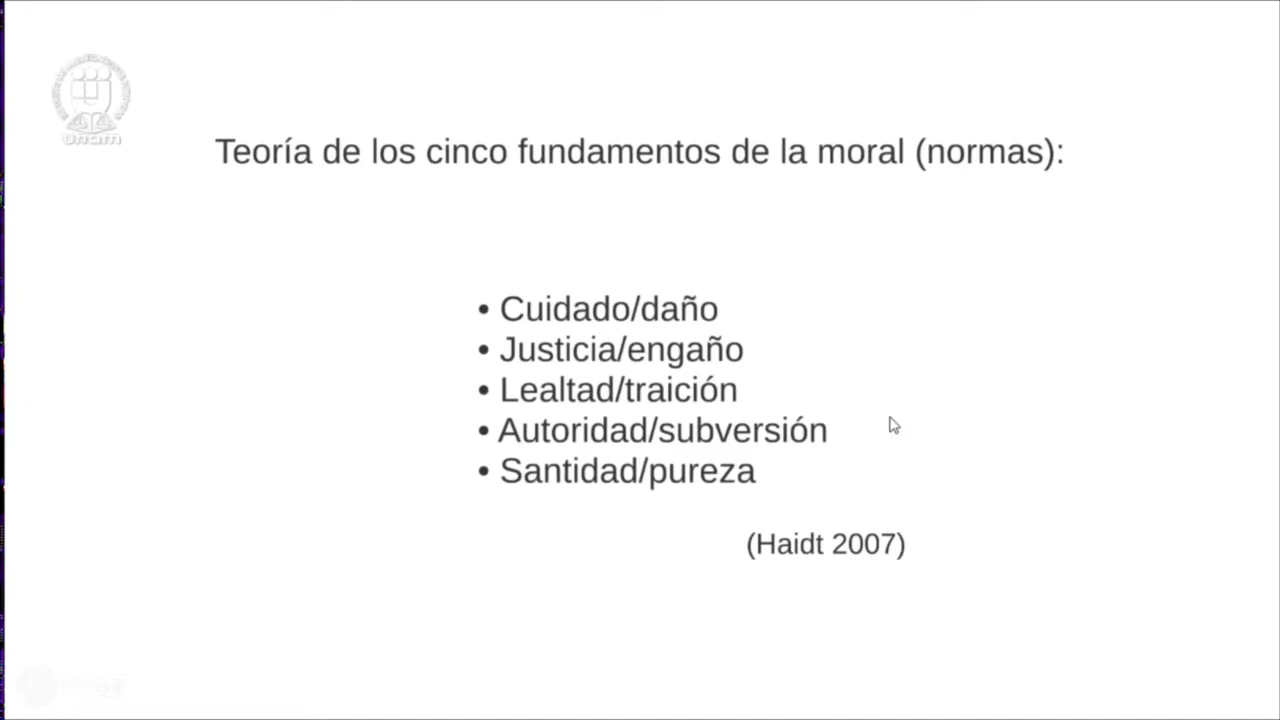 unam
Teoría de los cinco fundamentos de la moral (normas):
• Cuidado/daño
• Justicia/engaño
• Lealtad/traición
• Autoridad/subversión
• Santidad/pureza
(Haidt 2007)